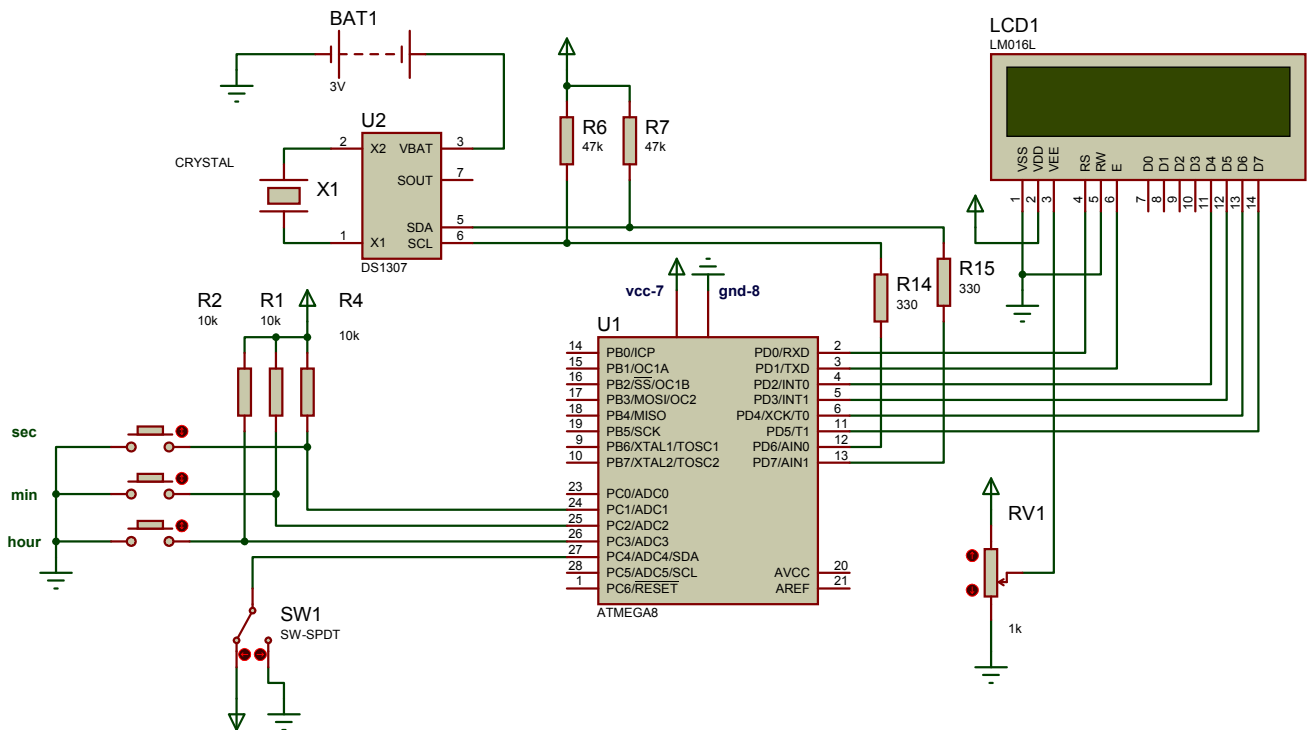 BAT1
3V
LCD1
LM016L
VSS
VDD
VEE
RS
RW
E
D0
D1
D2
D3
D4
D5
D6
D7
1
2
3
4
5
6
7
8
9
10
11
12
13
14
U2
2 X2 VBAT 3
SOUT 7
SDA 5
1 X1 SCL 6
DS1307
CRYSTAL
X1
R6
47k
R7
47k
R14
330
R15
330
R2
10k
R1
10k
R4
10k
vcc-7
gnd-8
U1
14 PB0/ICP PD0/RXD 2
15 PB1/OC1A PD1/TXD 3
16 PB2/SS/OC1B PD2/INT0 4
17 PB3/MOSI/OC2 PD3/INT1 5
18 PB4/MISO PD4/XCK/T0 6
19 PB5/SCK PD5/T1 11
9 PB6/XTAL1/TOSC1 PD6/AIN0 12
10 PB7/XTAL2/TOSC2 PD7/AIN1 13
23 PC0/ADC0
24 PC1/ADC1
25 PC2/ADC2
26 PC3/ADC3
27 PC4/ADC4/SDA
28 PC5/ADC5/SCL AVCC 20
1 PC6/RESET AREF 21
ATMEGA8
sec
min
hour
SW1
SW-SPDT
RV1
1k